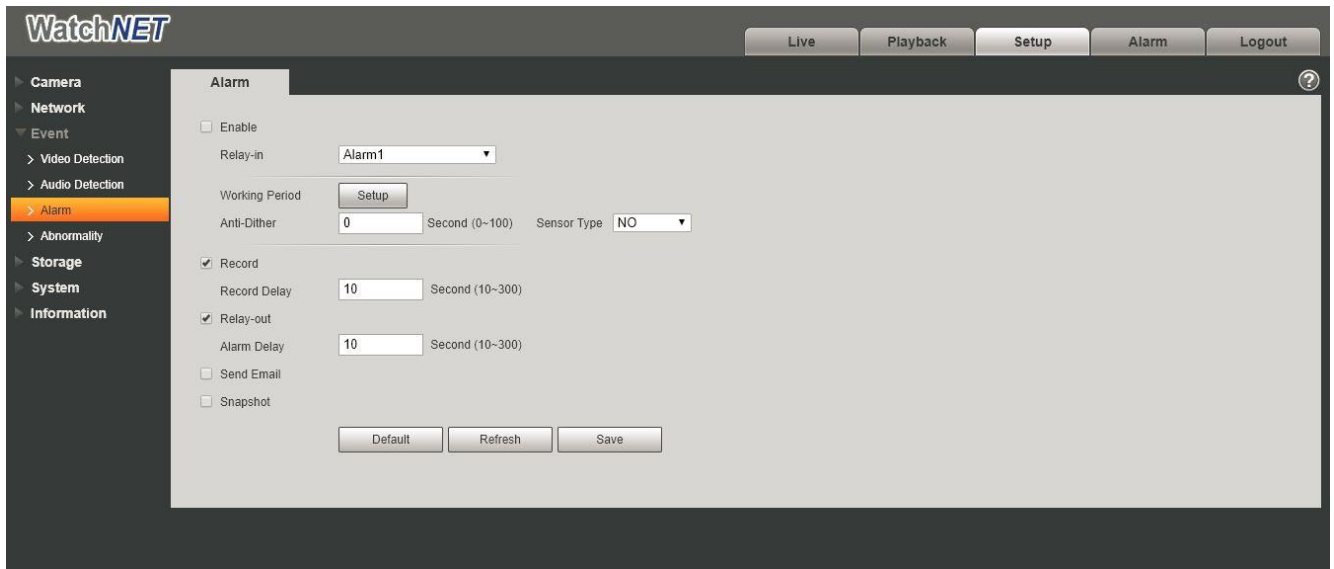 WatchNET
Live Playback Setup Alarm Logout
Camera
Network
Event
> Video Detection
> Audio Detection
> Alarm
> Abnormality
Storage
System
Information
Alarm
?
Enable
Relay-in Alarm1
Working Period Setup
Anti-Dither 0 Second (0~100) Sensor Type NO
Record
Record Delay 10 Second (10~300)
Relay-out
Alarm Delay 10 Second (10~300)
Send Email
Snapshot
Default Refresh Save